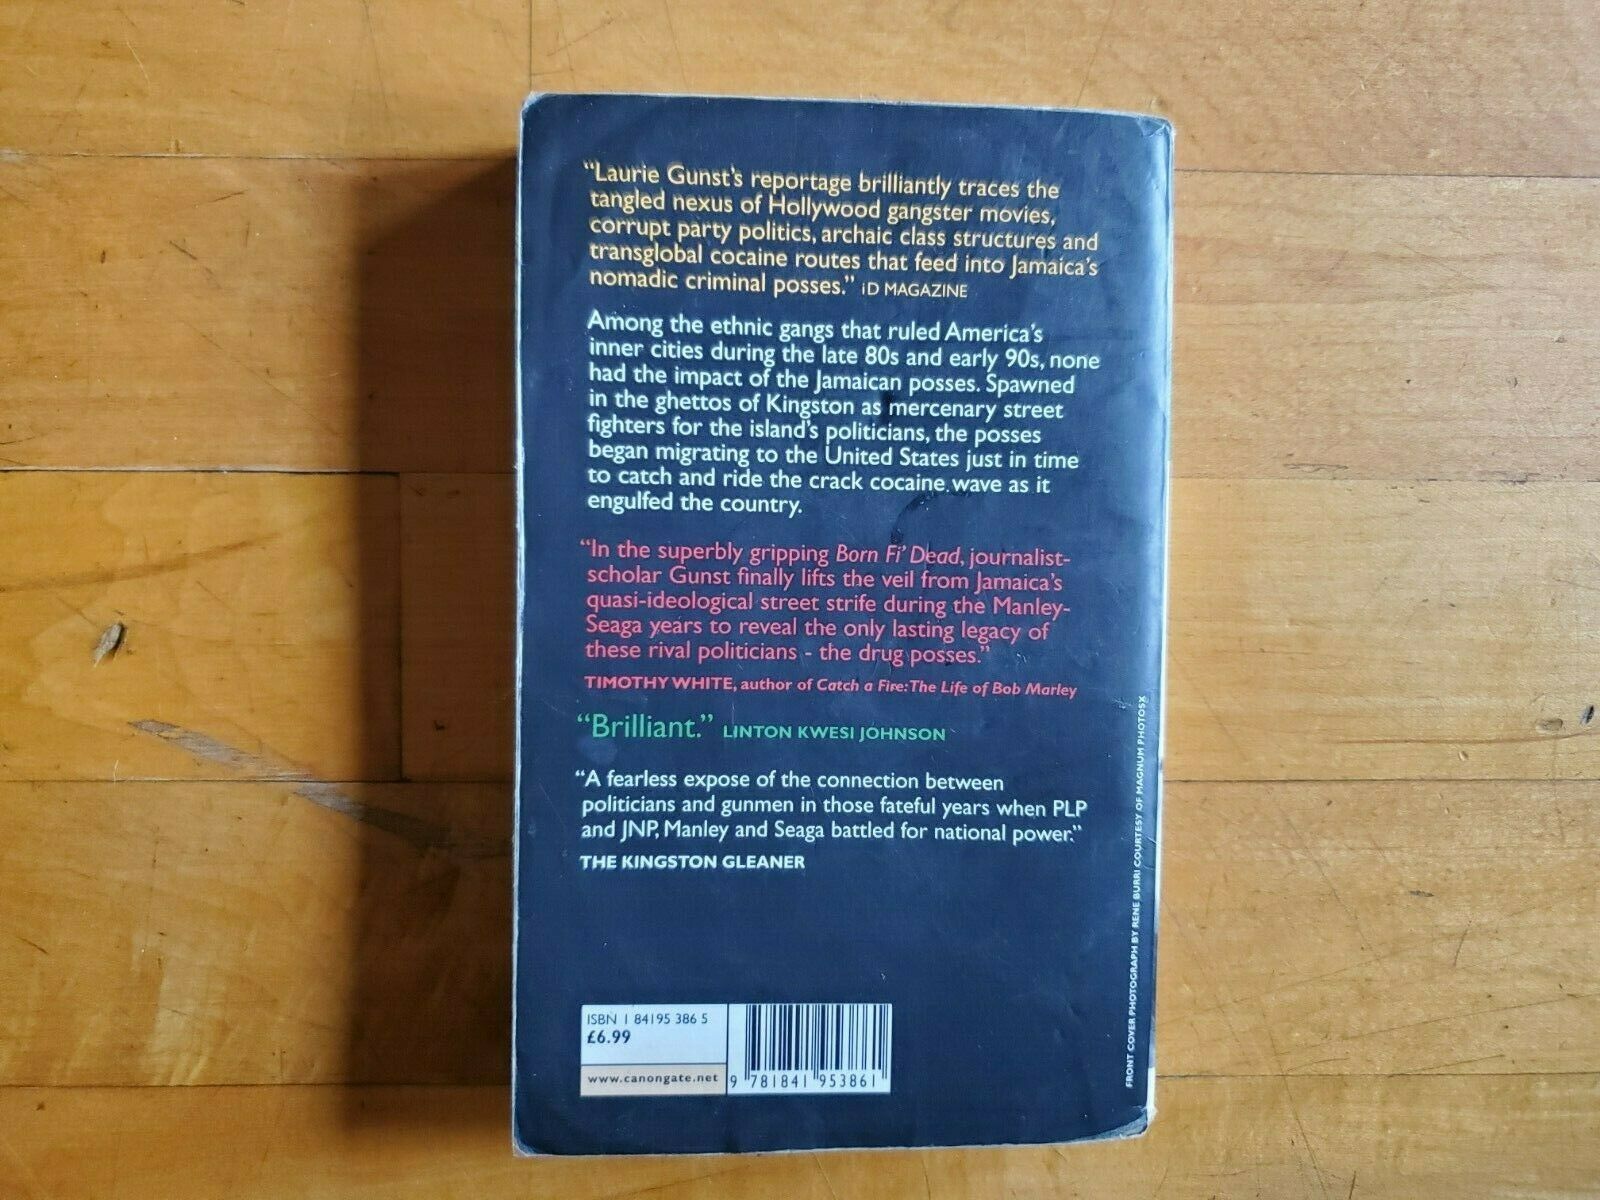 “Laurie Gunst’s reportage brilliantly traces the
tangled nexus of Hollywood gangster movies,
corrupt party politics, archaic class structures and
transglobal cocaine routes that feed into Jamaica’s
nomadic criminal posses.” iD MAGAZINE
Among the ethnic gangs that ruled America’s
inner cities during the late 80s and early 90s, none
had the impact of the Jamaican posses. Spawned
in the ghettos of Kingston as mercenary street
fighters for the island’s politicians, the posses
began migrating to the United States just in time
to catch and ride the crack cocaine wave as it
engulfed the country.
“In the superbly gripping Born Fi’ Dead, journalist-
scholar Gunst finally lifts the veil from Jamaica’s
quasi-ideological street strife during the Manley-
Seaga years to reveal the only lasting legacy of
these rival politicians - the drug posses.”
TIMOTHY WHITE, author of Catch a Fire: The Life of Bob Marley
“Brilliant.” LINTON KWESI JOHNSON
“A fearless expose of the connection between
politicians and gunmen in those fateful years when PLP
and JNP, Manley and Seaga battled for national power.”
THE KINGSTON GLEANER
ISBN 1 84195 386 5
£6.99
www.canongate.net
9 781841 953861
FRONT COVER PHOTOGRAPH BY RENE BURRI COURTESY OF MAGNUM PHOTOSX